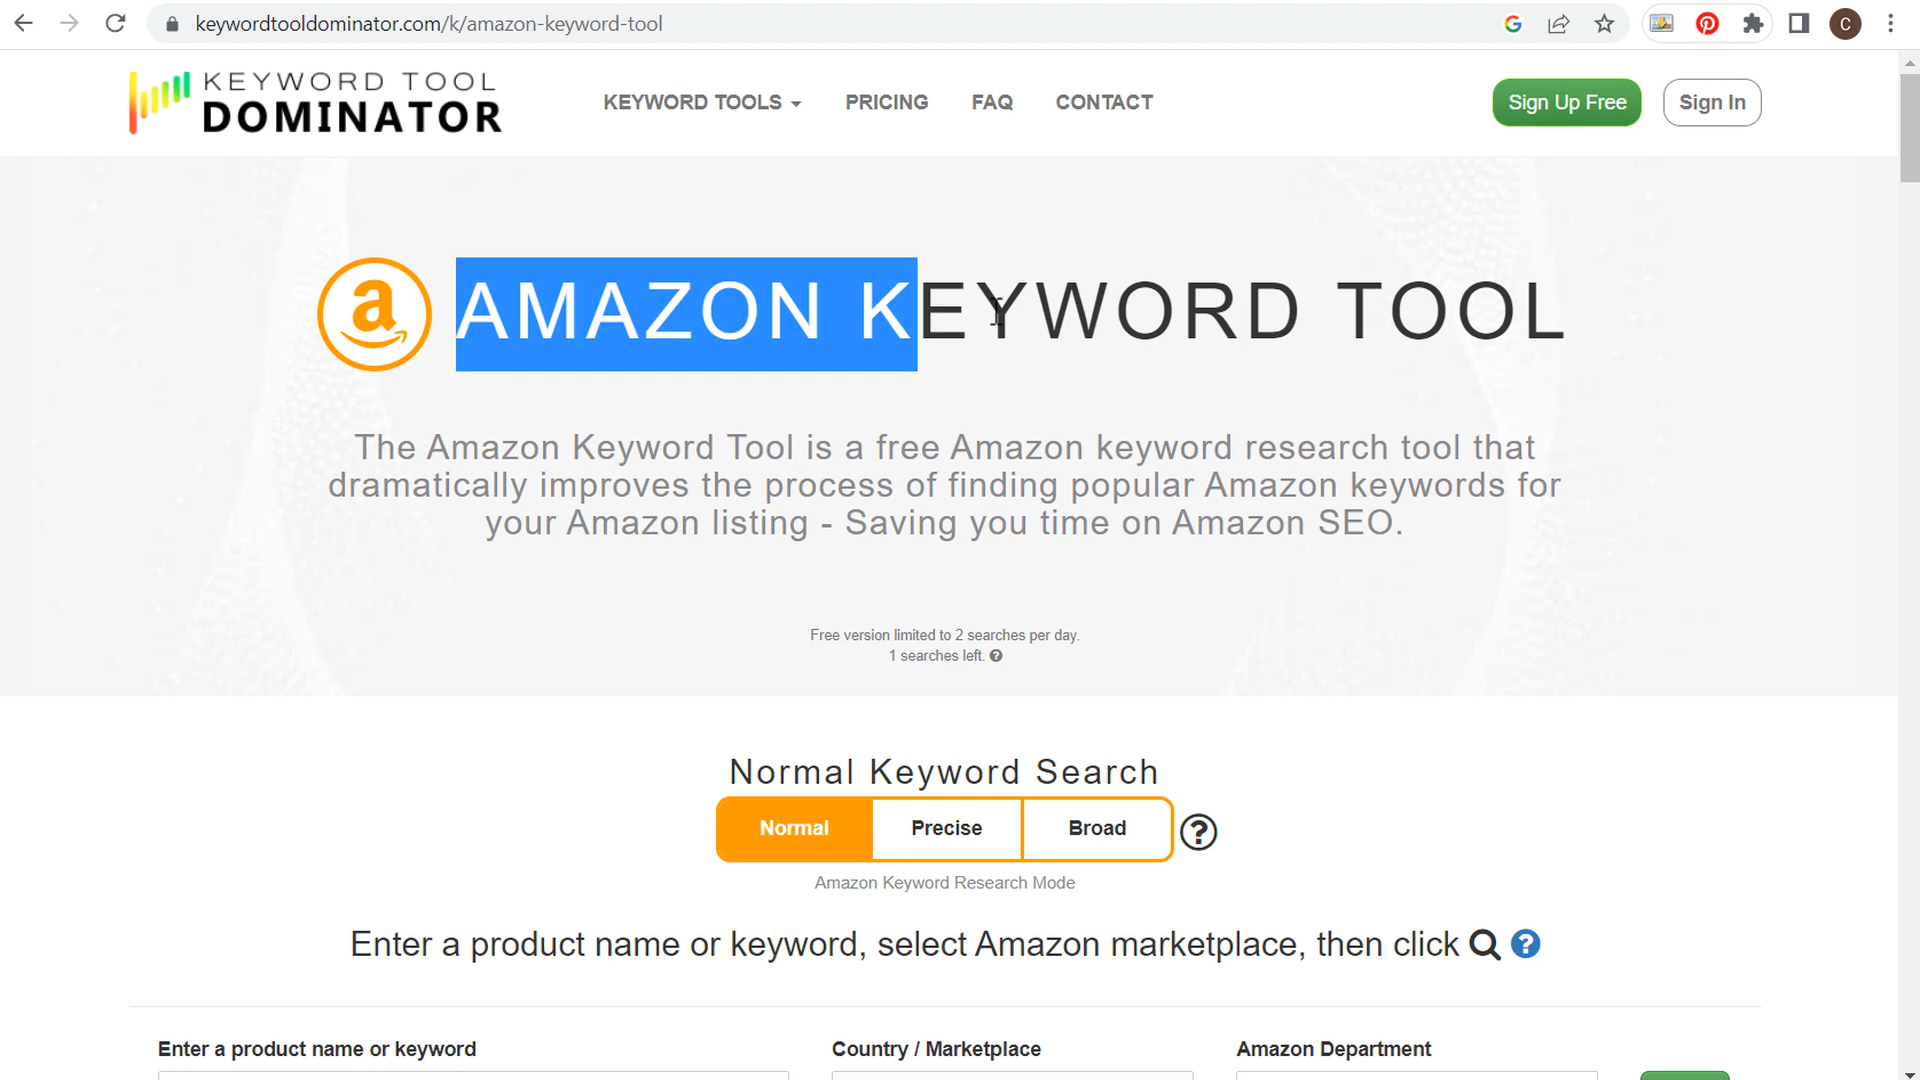 keywordtooldominator.com/k/amazon-keyword-tool
C
KEYWORD TOOL
DOMINATOR
KEYWORD TOOLS
PRICING
FAQ
CONTACT
Sign Up Free
Sign In
a
AMAZON KEYWORD TOOL
The Amazon Keyword Tool is a free Amazon keyword research tool that
dramatically improves the process of finding popular Amazon keywords for
your Amazon listing - Saving you time on Amazon SEO.
Free version limited to 2 searches per day.
1 searches left. ?
Normal Keyword Search
Normal
Precise
Broad
?
Amazon Keyword Research Mode
Enter a product name or keyword, select Amazon marketplace, then click ?
Enter a product name or keyword
Country / Marketplace
Amazon Department